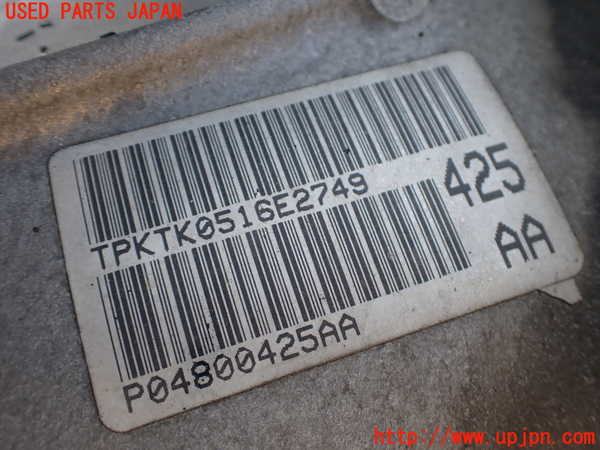 USED PARTS JAPAN
TPKTK0516E2749
425
AA
P04800425AA
http://www.upjpn.com/